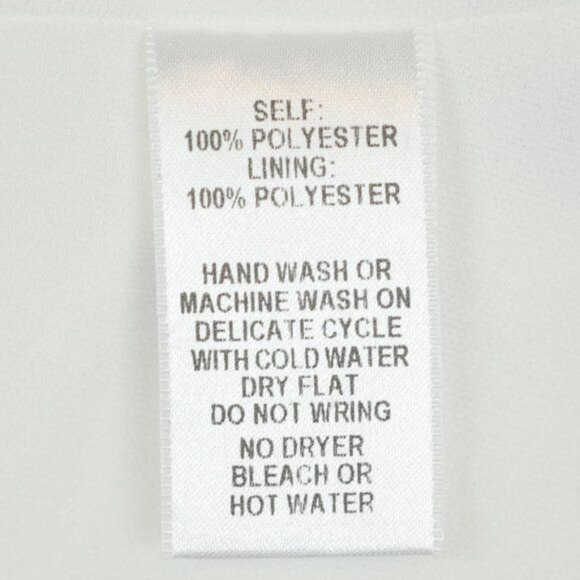 SELF:
100% POLYESTER
LINING:
100% POLYESTER
HAND WASH OR
MACHINE WASH ON
DELICATE CYCLE
WITH COLD WATER
DRY FLAT
DO NOT WRING
NO DRYER
BLEACH OR
HOT WATER